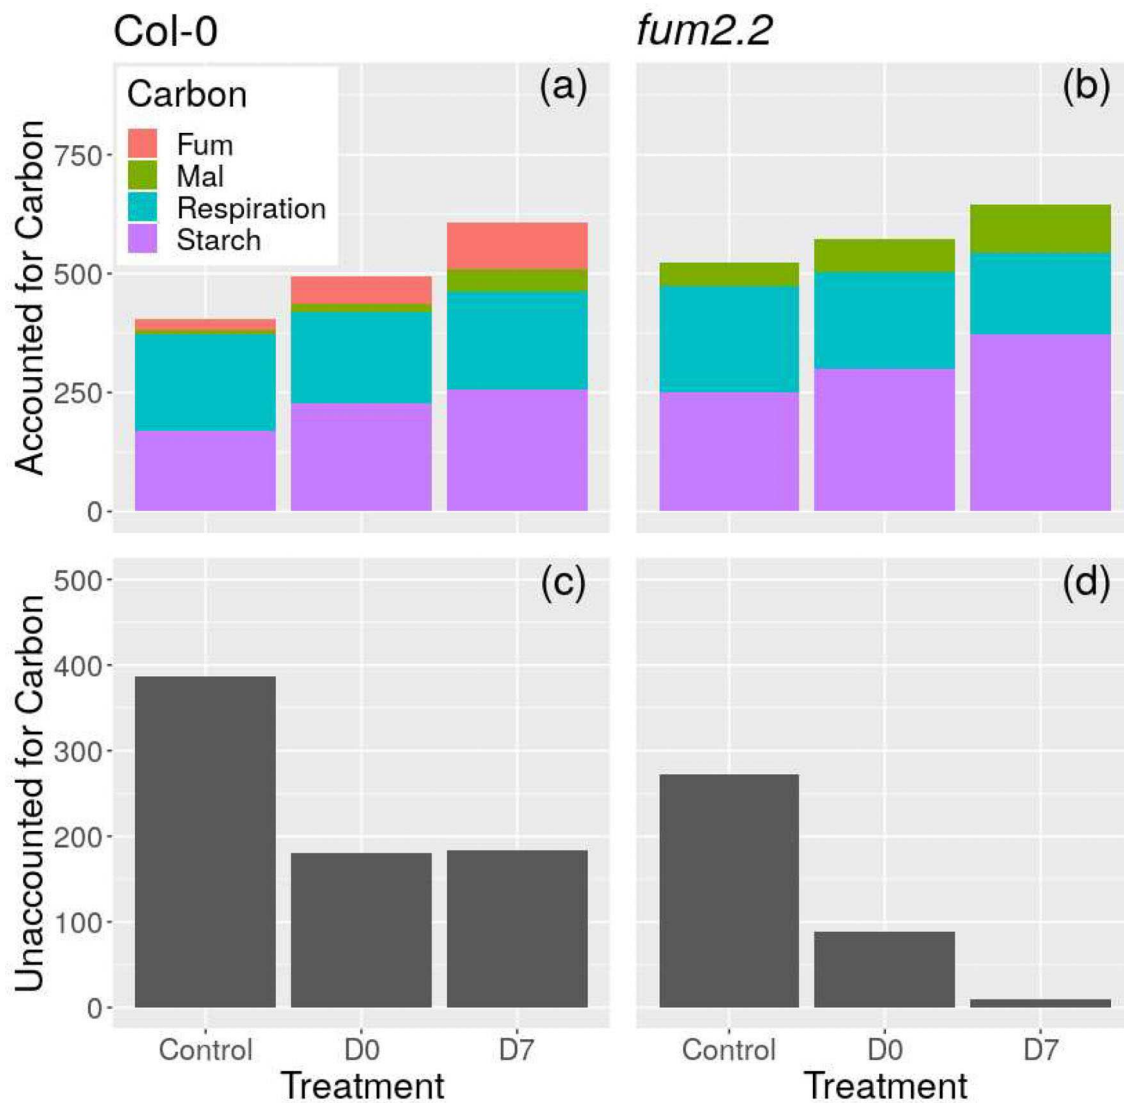 Col-0
fum2.2
(a)
(b)
Carbon
Fum
Mal
Respiration
Starch
Accounted for Carbon
750
500
250
0
(c)
(d)
Unaccounted for Carbon
500
400
300
200
100
0
Control D0 D7
Control D0 D7
Treatment
Treatment